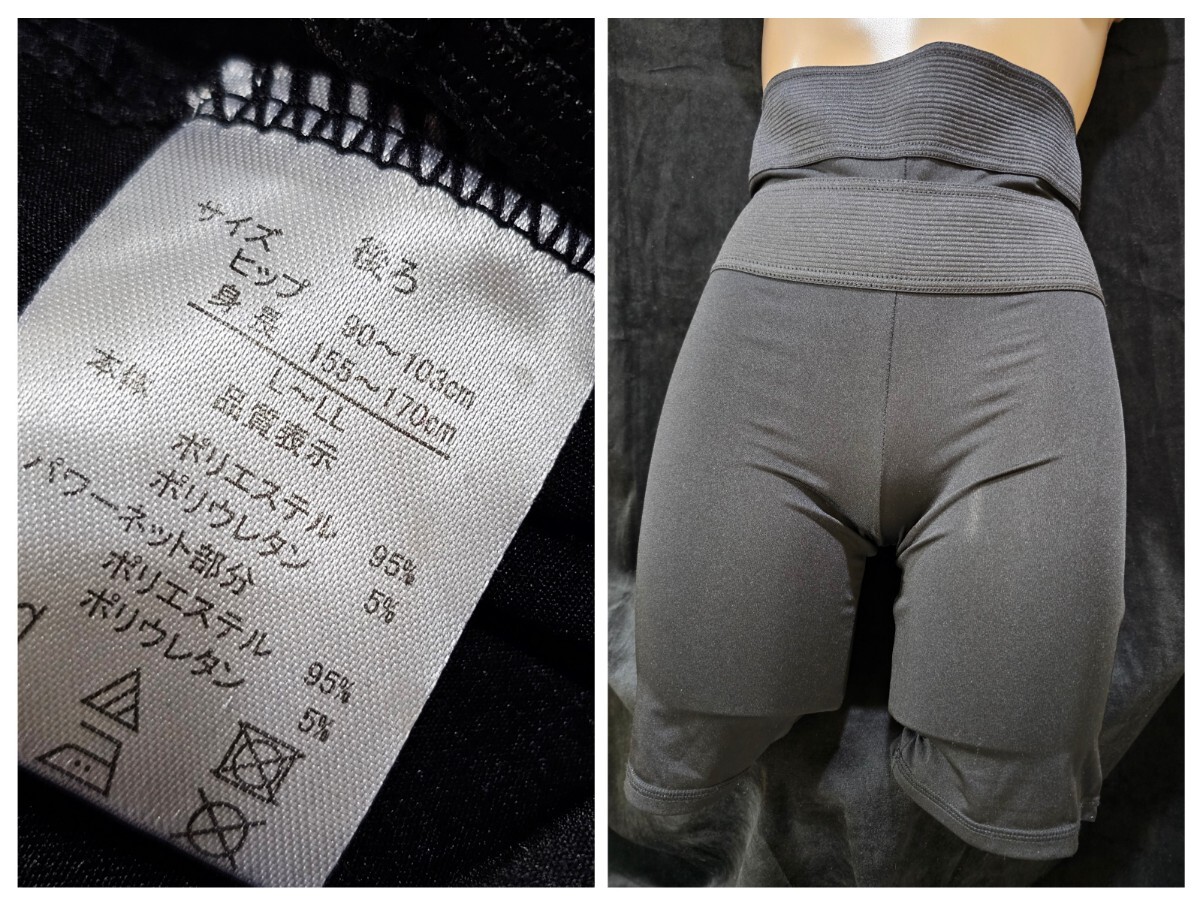 後ろ
サイズ
ヒップ 90～103cm
身長 155～170cm
L～LL
品質表示
本体
ポリエステル 95%
ポリウレタン 5%
パワーネット部分
ポリエステル 95%
ポリウレタン 5%